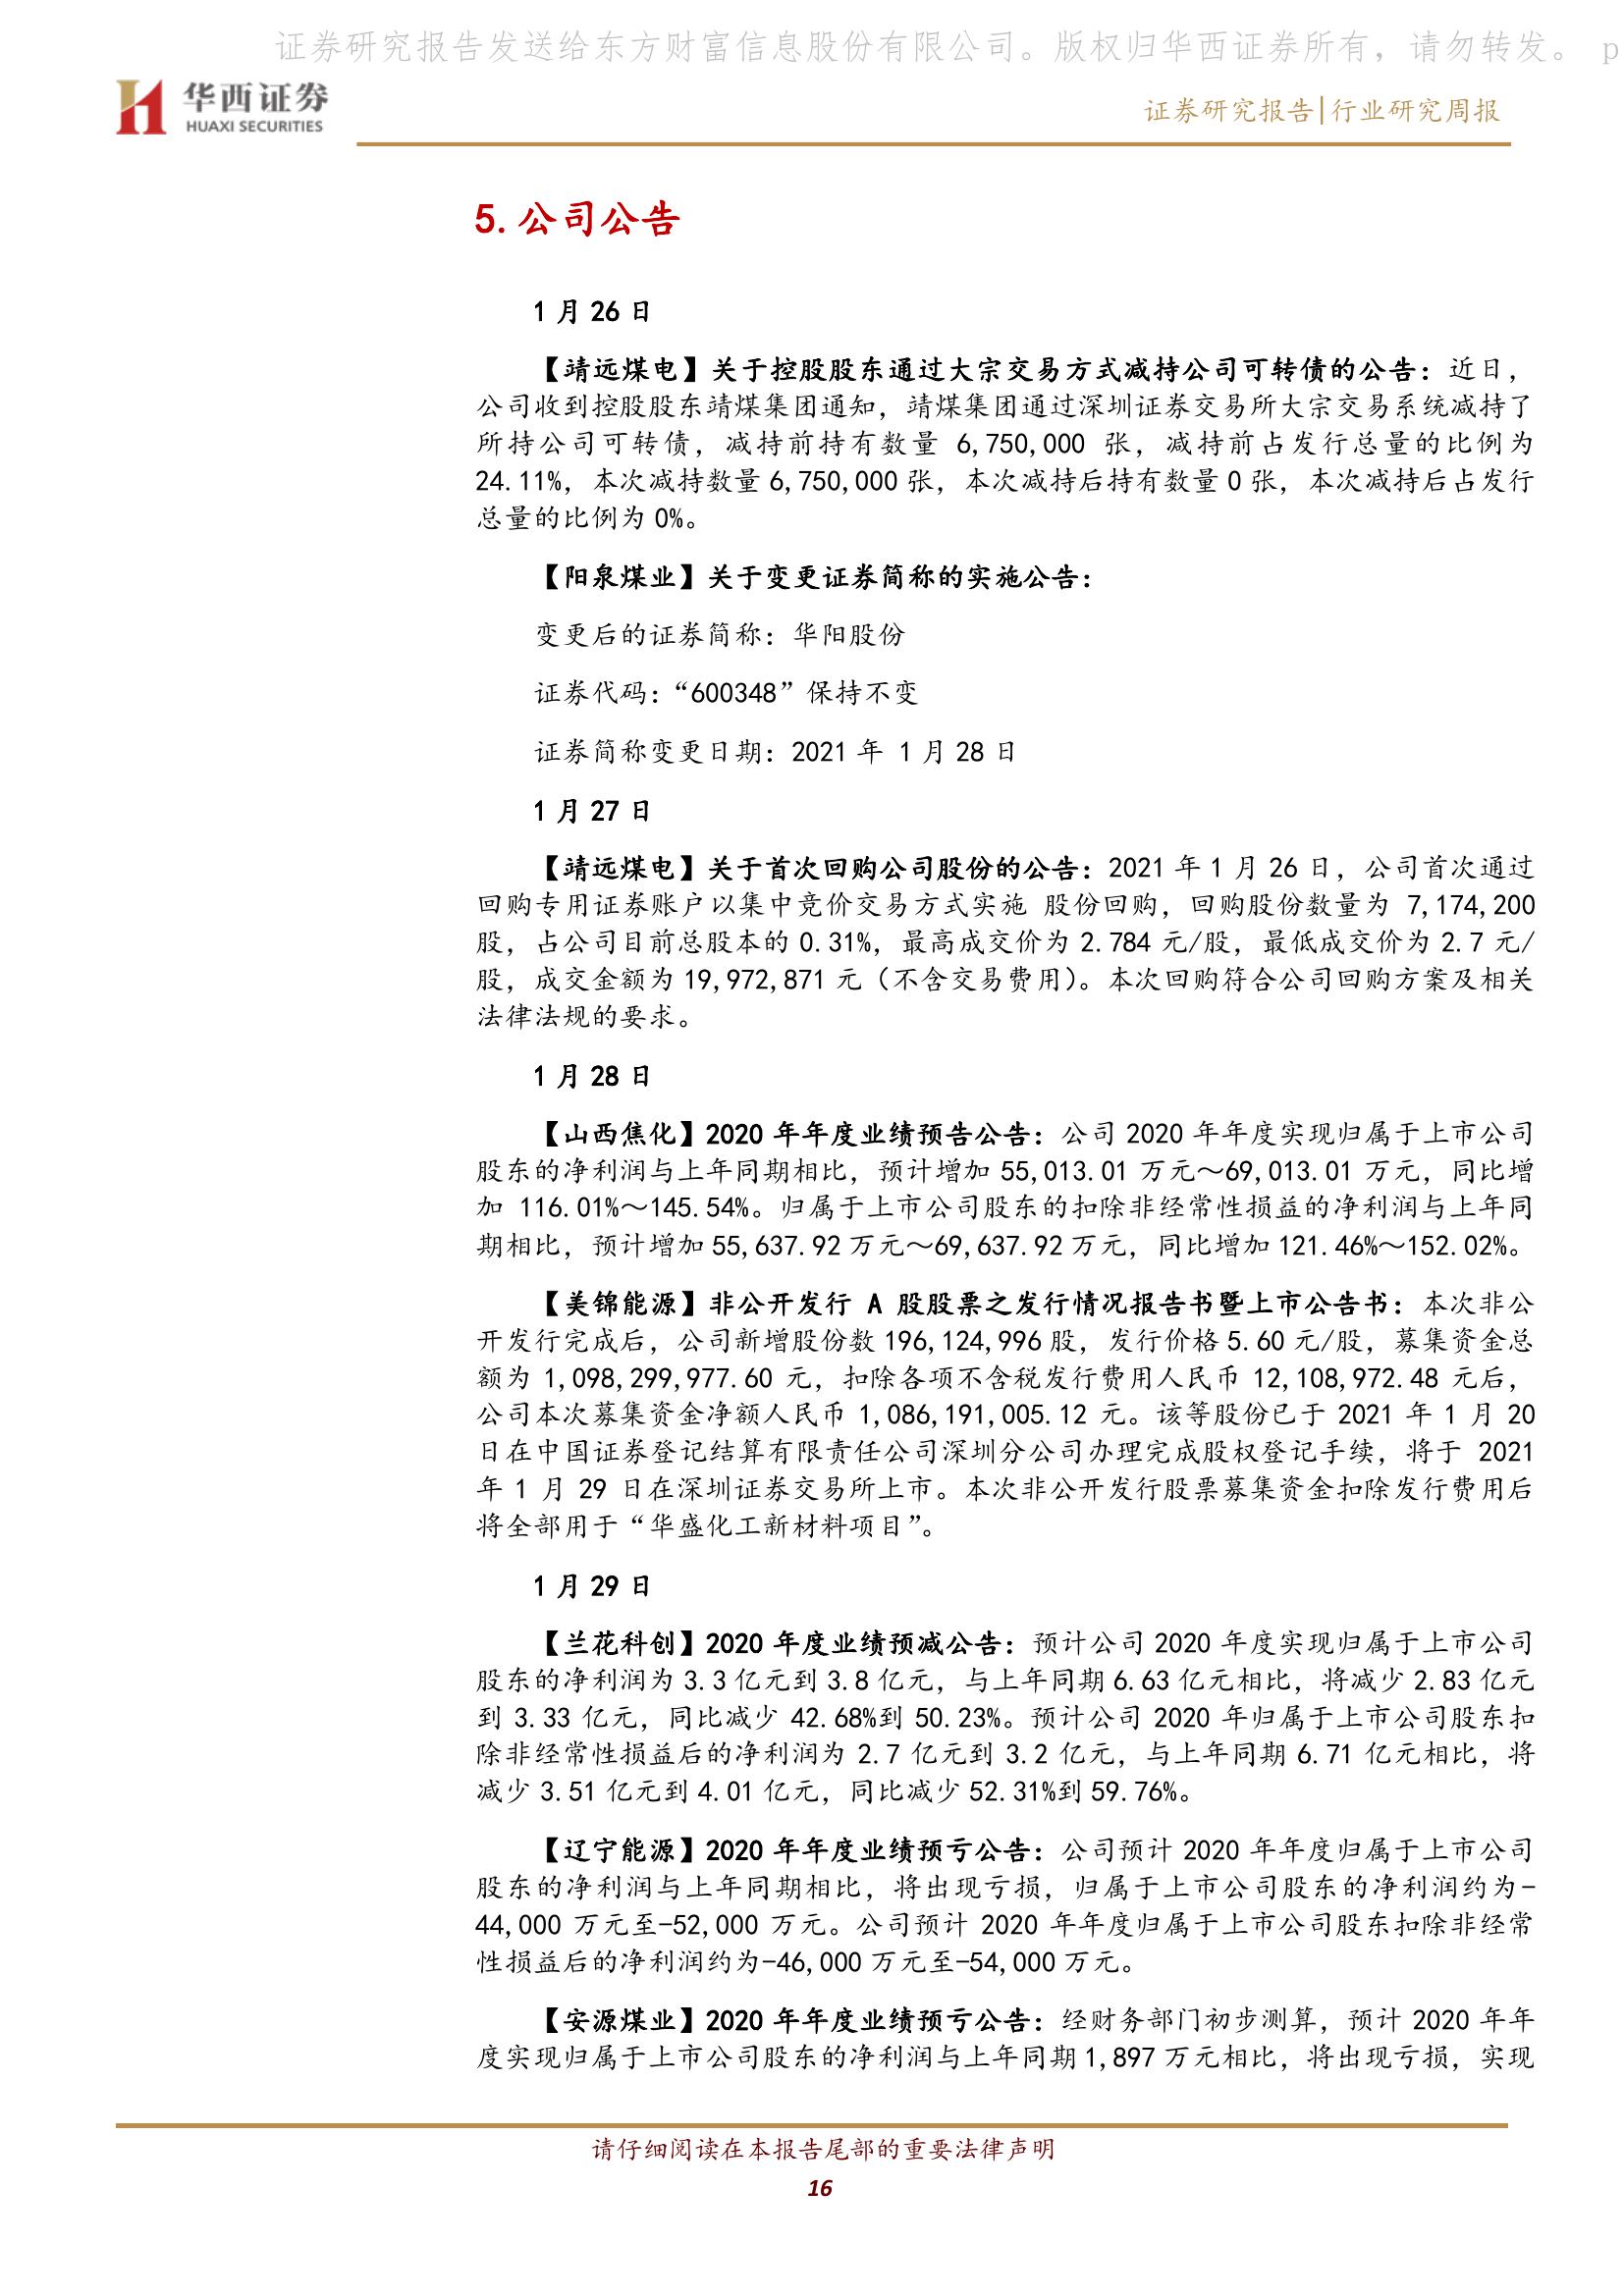 证券研究报告发送给东方财富信息股份有限公司。版权归华西证券所有，请勿转发。 p
华西证券
HUAXI SECURITIES
证券研究报告|行业研究周报
5.公司公告
1 月 26 日
【靖远煤电】关于控股股东通过大宗交易方式减持公司可转债的公告：近日，
公司收到控股股东靖煤集团通知，靖煤集团通过深圳证券交易所大宗交易系统减持了
所持公司可转债，减持前持有数量 6,750,000 张，减持前占发行总量的比例为
24.11%，本次减持数量 6,750,000 张，本次减持后持有数量 0 张，本次减持后占发行
总量的比例为 0%。
【阳泉煤业】关于变更证券简称的实施公告：
变更后的证券简称：华阳股份
证券代码：“600348”保持不变
证券简称变更日期：2021 年 1 月 28 日
1 月 27 日
【靖远煤电】关于首次回购公司股份的公告：2021 年 1 月 26 日，公司首次通过
回购专用证券账户以集中竞价交易方式实施 股份回购，回购股份数量为 7,174,200
股，占公司目前总股本的 0.31%，最高成交价为 2.784 元/股，最低成交价为 2.7 元/
股，成交金额为 19,972,871 元（不含交易费用）。本次回购符合公司回购方案及相关
法律法规的要求。
1 月 28 日
【山西焦化】2020 年年度业绩预告公告：公司 2020 年年度实现归属于上市公司
股东的净利润与上年同期相比，预计增加 55,013.01 万元～69,013.01 万元，同比增
加 116.01%～145.54%。归属于上市公司股东的扣除非经常性损益的净利润与上年同
期相比，预计增加 55,637.92 万元～69,637.92 万元，同比增加 121.46%～152.02%。
【美锦能源】非公开发行 A 股股票之发行情况报告书暨上市公告书：本次非公
开发行完成后，公司新增股份数 196,124,996 股，发行价格 5.60 元/股，募集资金总
额为 1,098,299,977.60 元，扣除各项不含税发行费用人民币 12,108,972.48 元后，
公司本次募集资金净额人民币 1,086,191,005.12 元。该等股份已于 2021 年 1 月 20
日在中国证券登记结算有限责任公司深圳分公司办理完成股权登记手续，将于 2021
年 1 月 29 日在深圳证券交易所上市。本次非公开发行股票募集资金扣除发行费用后
将全部用于“华盛化工新材料项目”。
1 月 29 日
【兰花科创】2020 年度业绩预减公告：预计公司 2020 年度实现归属于上市公司
股东的净利润为 3.3 亿元到 3.8 亿元，与上年同期 6.63 亿元相比，将减少 2.83 亿元
到 3.33 亿元，同比减少 42.68%到 50.23%。预计公司 2020 年归属于上市公司股东扣
除非经常性损益后的净利润为 2.7 亿元到 3.2 亿元，与上年同期 6.71 亿元相比，将
减少 3.51 亿元到 4.01 亿元，同比减少 52.31%到 59.76%。
【辽宁能源】2020 年年度业绩预亏公告：公司预计 2020 年年度归属于上市公司
股东的净利润与上年同期相比，将出现亏损，归属于上市公司股东的净利润约为-
44,000 万元至-52,000 万元。公司预计 2020 年年度归属于上市公司股东扣除非经常
性损益后的净利润约为-46,000 万元至-54,000 万元。
【安源煤业】2020 年年度业绩预亏公告：经财务部门初步测算，预计 2020 年年
度实现归属于上市公司股东的净利润与上年同期 1,897 万元相比，将出现亏损，实现
请仔细阅读在本报告尾部的重要法律声明
16